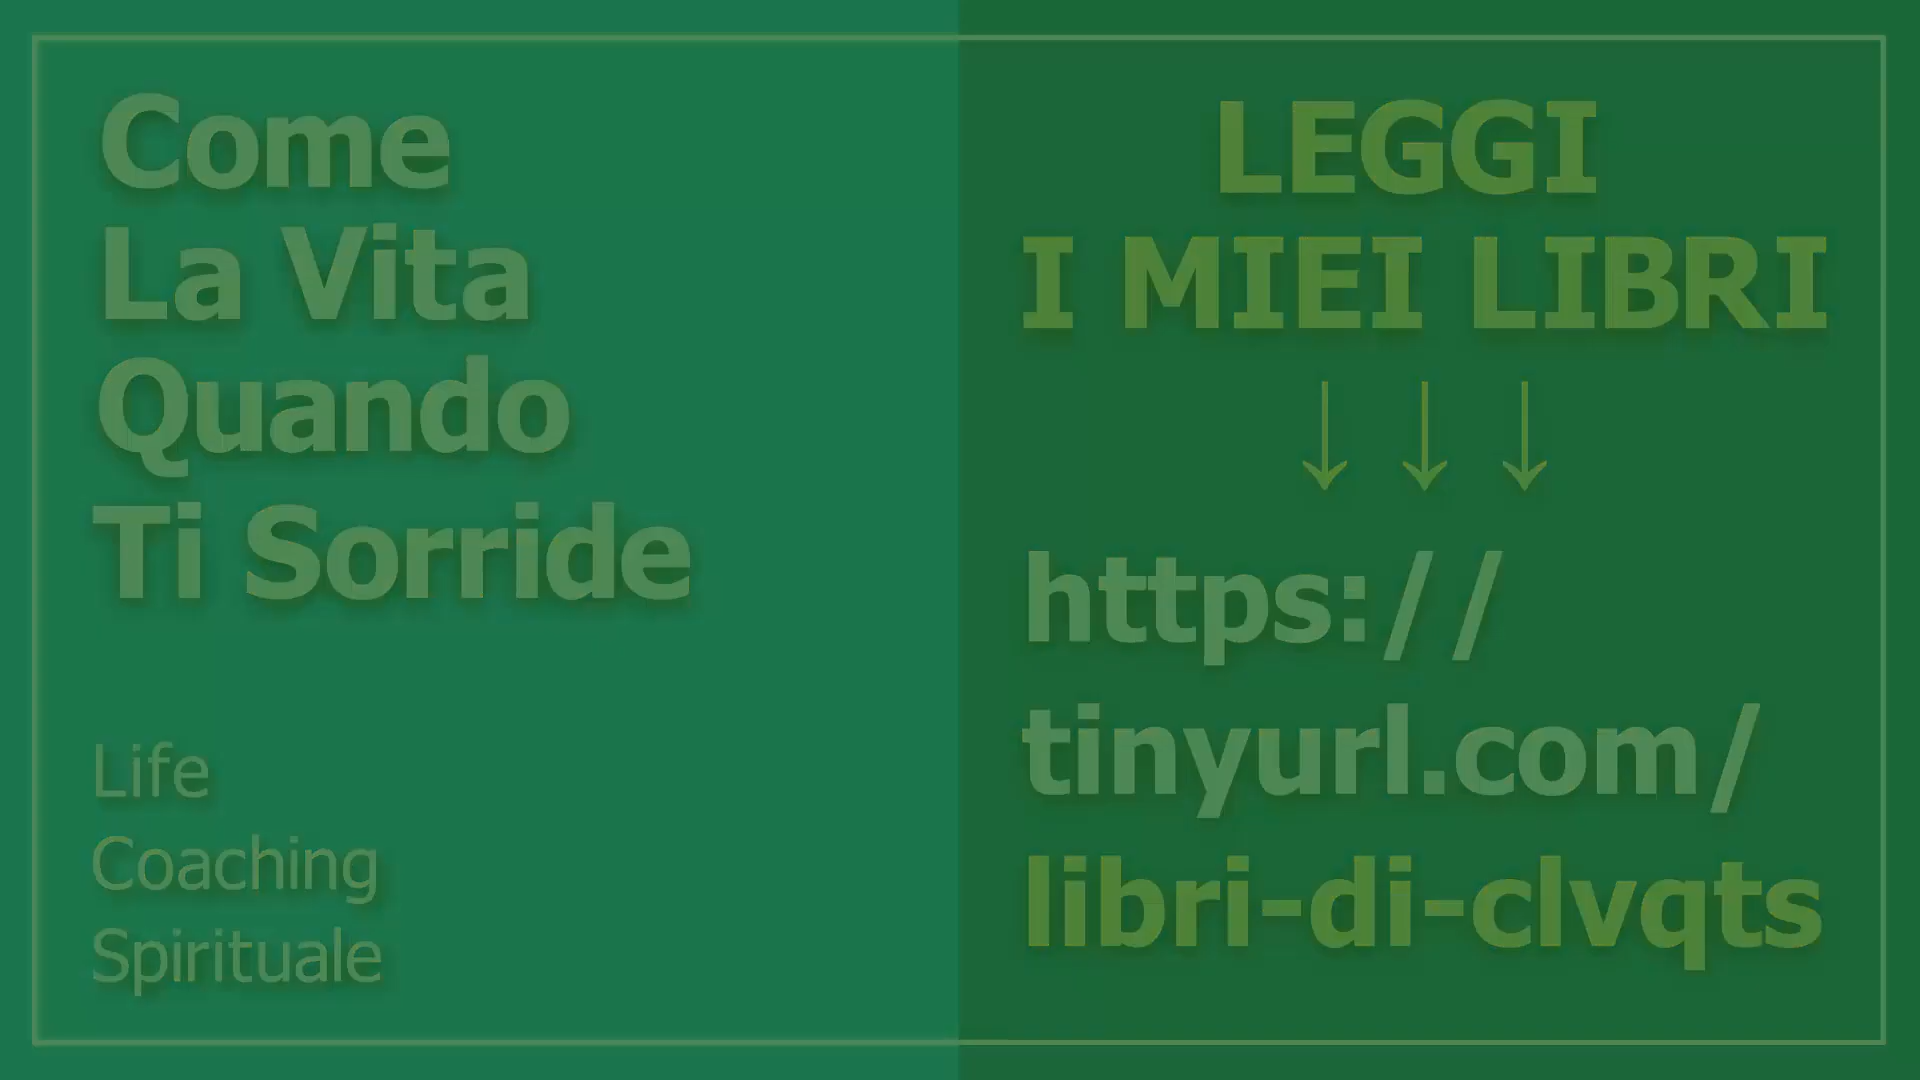 Come
La Vita
Quando
Ti Sorride
Life
Coaching
Spirituale
LEGGI
I MIEI LIBRI
↓ ↓ ↓
https://
tinyurl.com/
libri-di-clvqts